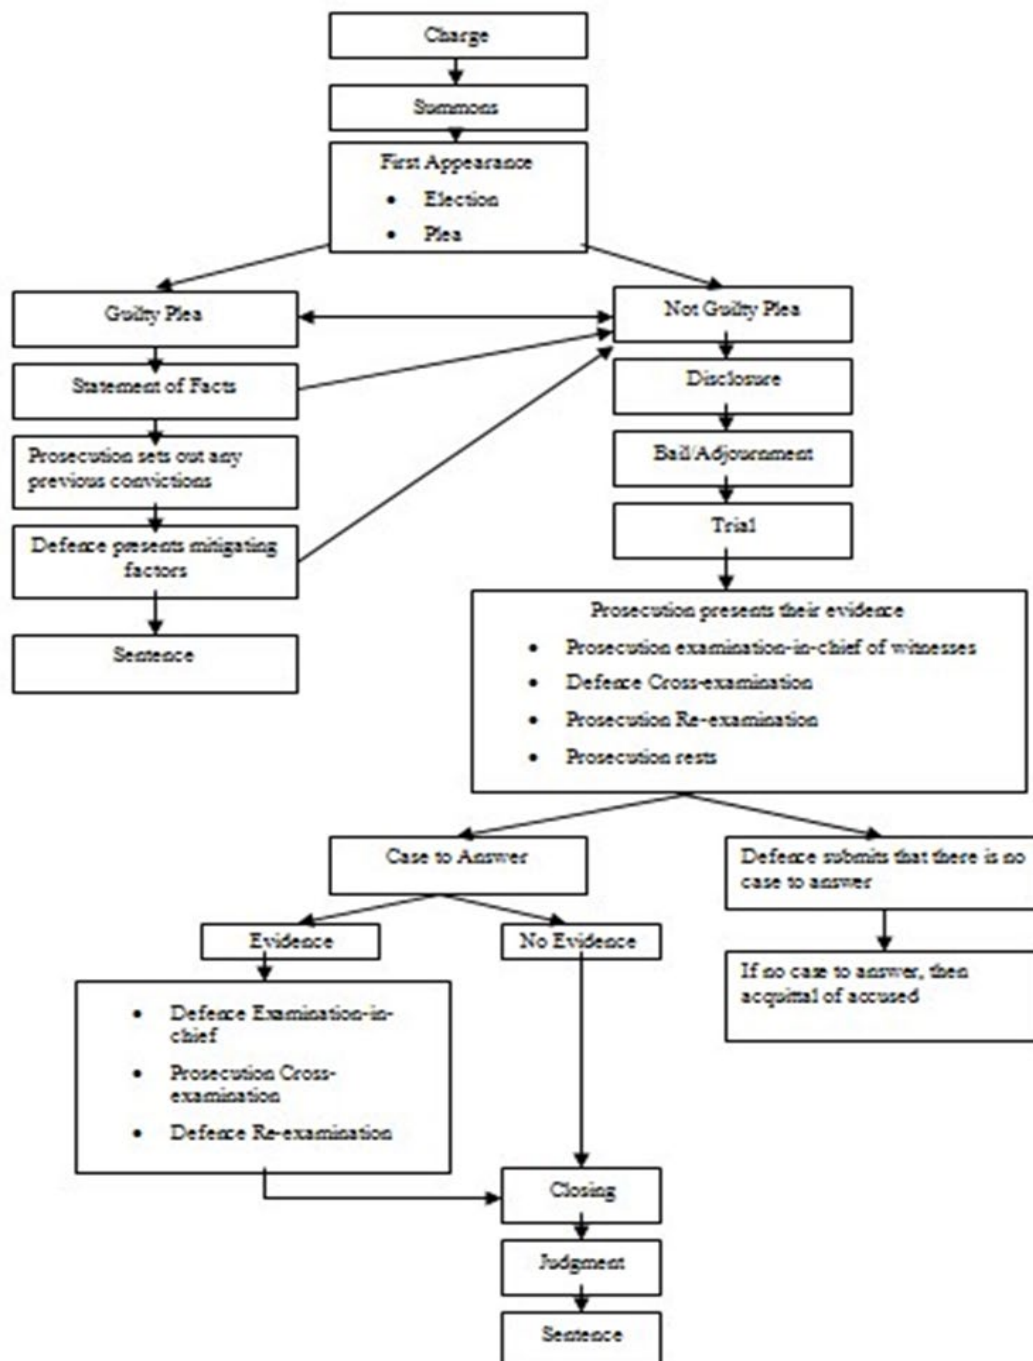 Charge
Summons
First Appearance
• Election
• Plea
Guilty Plea
Not Guilty Plea
Statement of Facts
Disclosure
Prosecution sets out any
previous convictions
Bail/Adjournment
Defence presents mitigating
factors
Trial
Sentence
Prosecution presents their evidence
• Prosecution examination-in-chief of witnesses
• Defence Cross-examination
• Prosecution Re-examination
• Prosecution rests
Case to Answer
Defence submits that there is no
case to answer
Evidence
No Evidence
If no case to answer, then
acquittal of accused
• Defence Examination-in-
chief
• Prosecution Cross-
examination
• Defence Re-examination
Closing
Judgment
Sentence